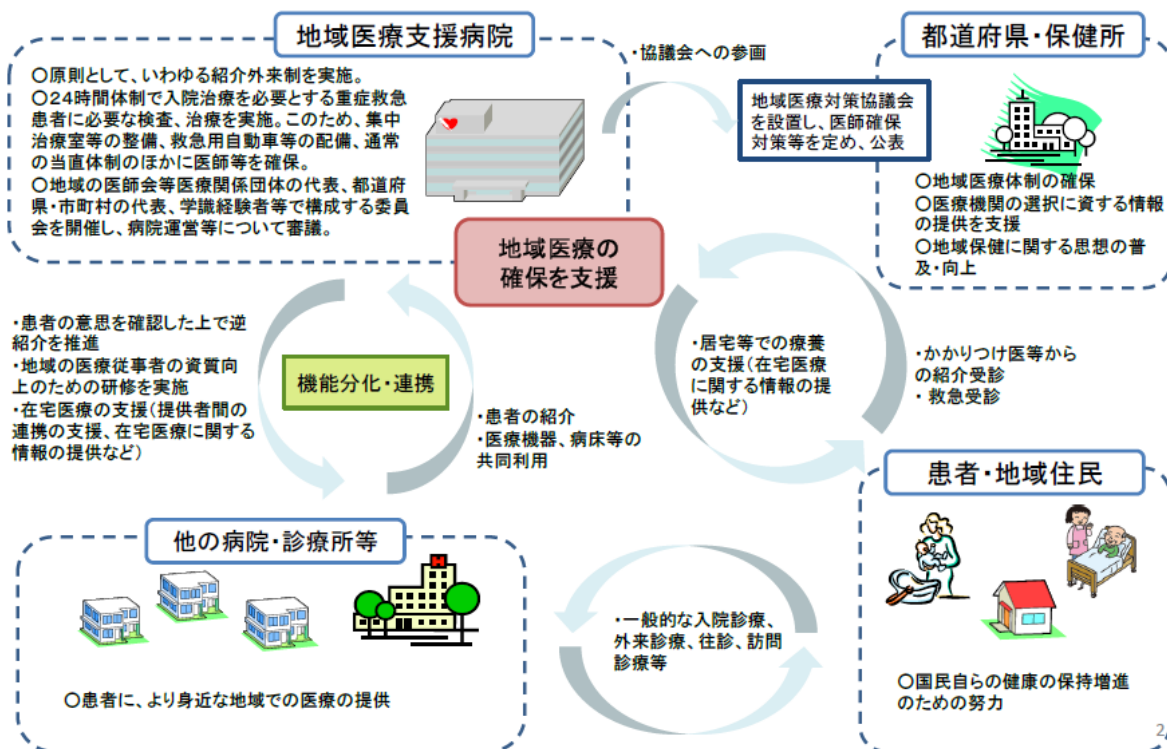 地域医療支援病院
○原則として、いわゆる紹介外来制を実施。
○24時間体制で入院治療を必要とする重症救急
患者に必要な検査、治療を実施。このため、集中
治療室等の整備、救急用自動車等の配備、通常
の当直体制のほかに医師等を確保。
○地域の医師会等医療関係団体の代表、都道府
県・市町村の代表、学識経験者等で構成する委員
会を開催し、病院運営等について審議。
・協議会への参画
都道府県・保健所
地域医療対策協議会
を設置し、医師確保
対策等を定め、公表
○地域医療体制の確保
○医療機関の選択に資する情報
の提供を支援
○地域保健に関する思想の普
及・向上
地域医療の
確保を支援
・患者の意思を確認した上で逆
紹介を推進
・地域の医療従事者の資質向
上のための研修を実施
・在宅医療の支援(提供者間の
連携の支援、在宅医療に関する
情報の提供など)
機能分化・連携
・患者の紹介
・医療機器、病床等の
共同利用
・居宅等での療養
の支援(在宅医療
に関する情報の提
供など)
・かかりつけ医等から
の紹介受診
・救急受診
他の病院・診療所等
H
○患者に、より身近な地域での医療の提供
・一般的な入院診療、
外来診療、往診、訪問
診療等
患者・地域住民
○国民自らの健康の保持増進
のための努力
2